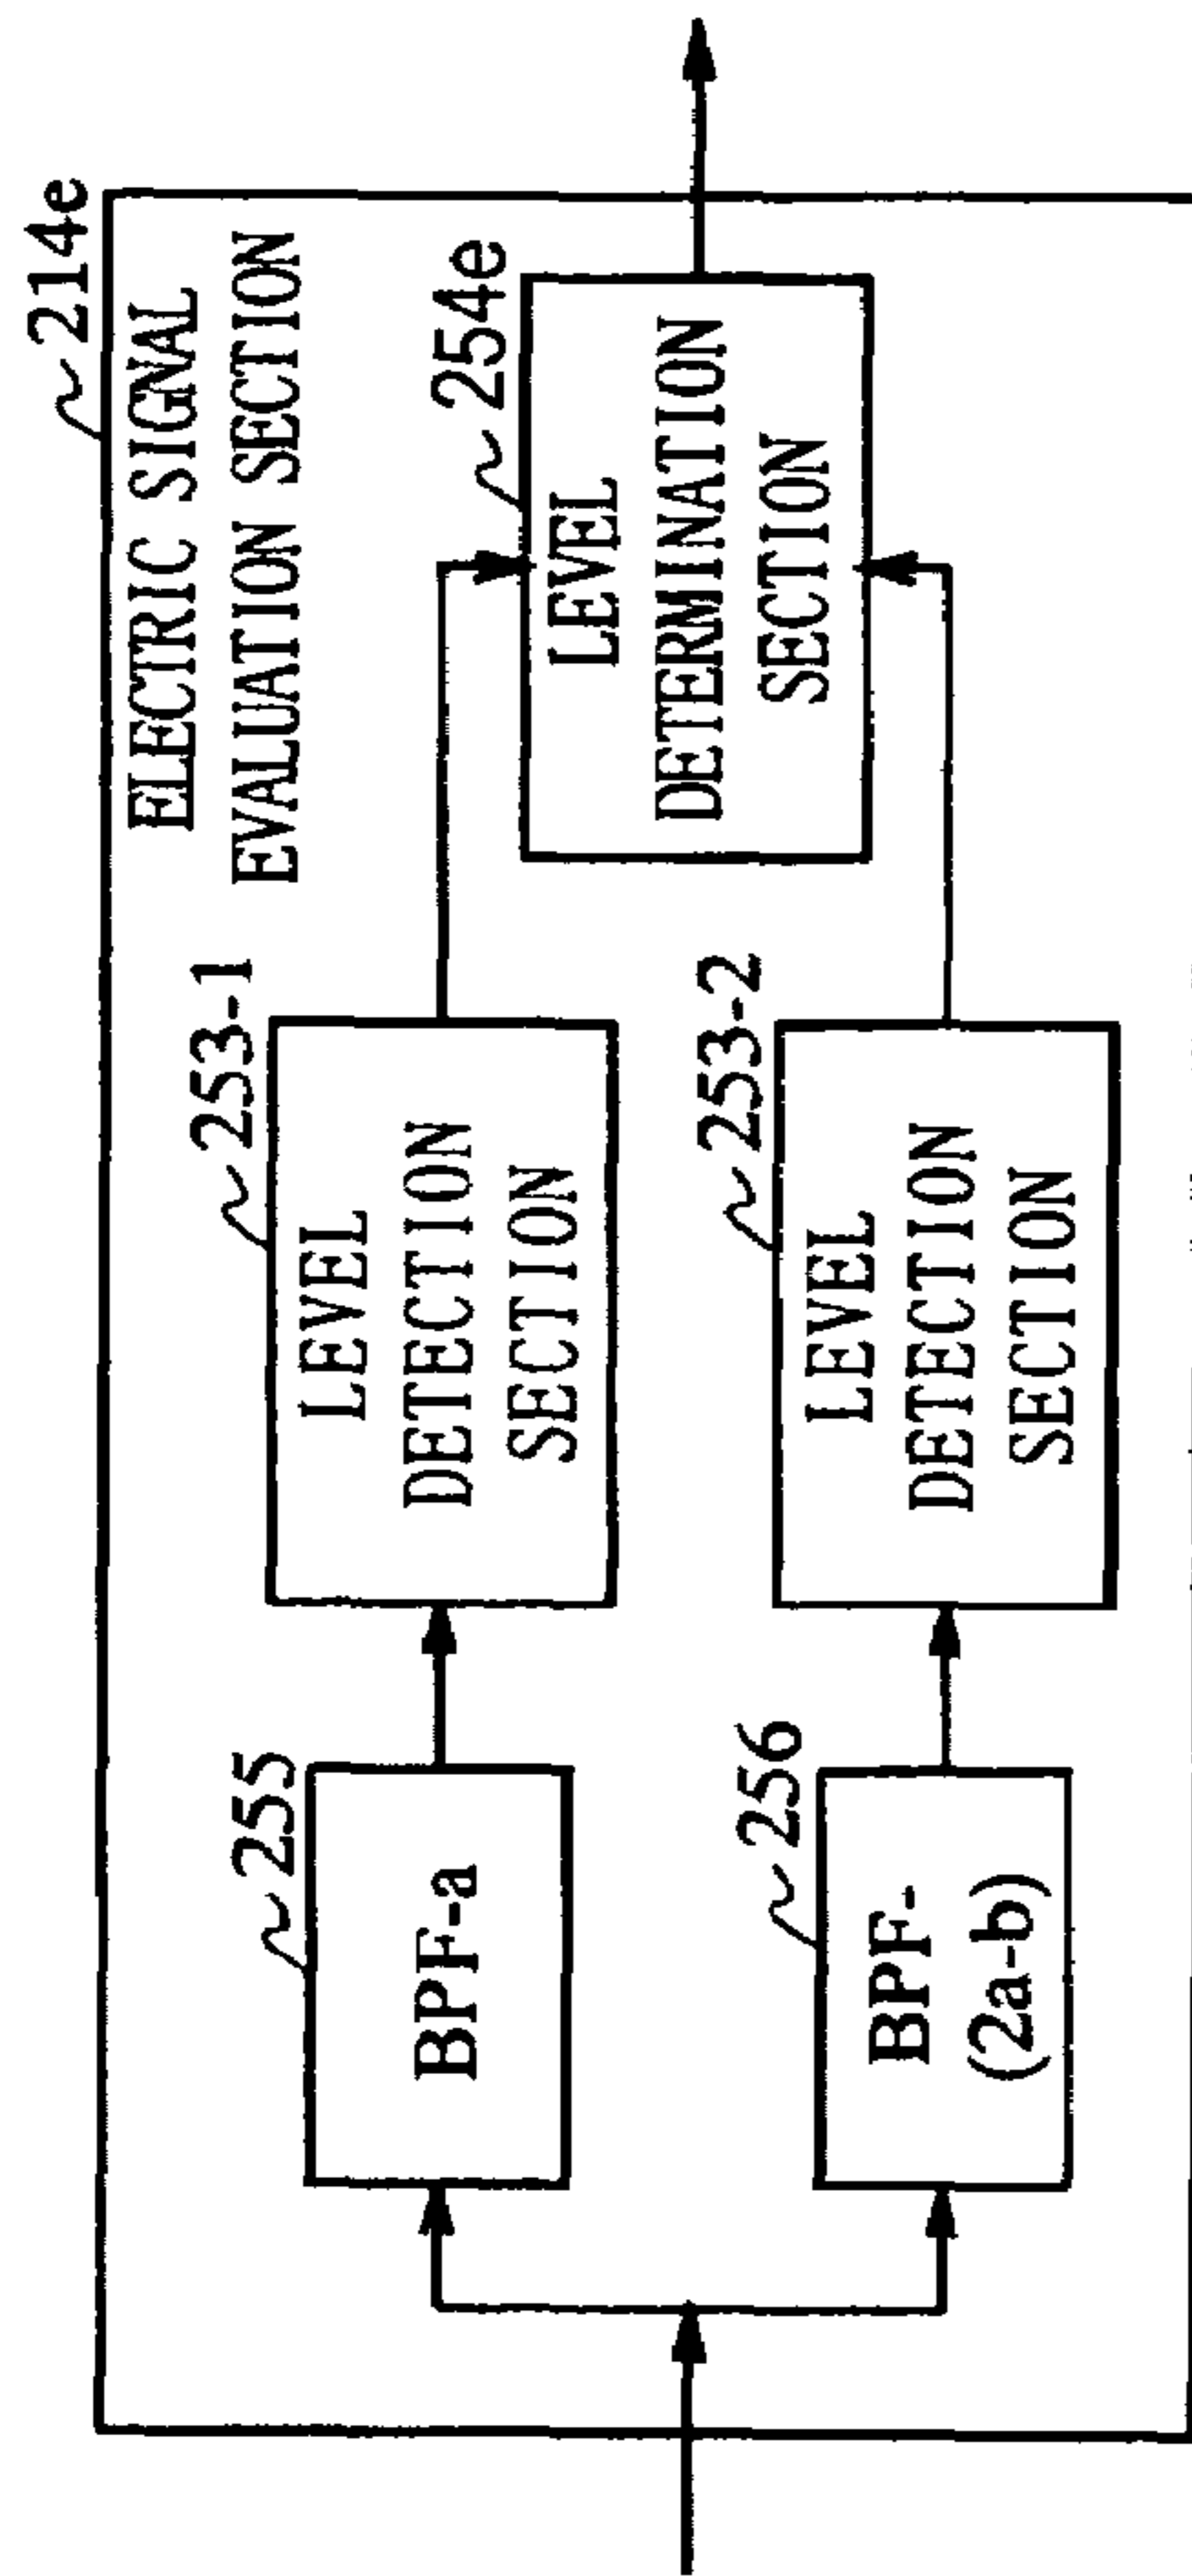 214e
ELECTRIC SIGNAL
EVALUATION SECTION
255
BPF-a
253-1
LEVEL
DETECTION
SECTION
254e
LEVEL
DETERMINATION
SECTION
256
BPF-
(2a-b)
253-2
LEVEL
DETECTION
SECTION